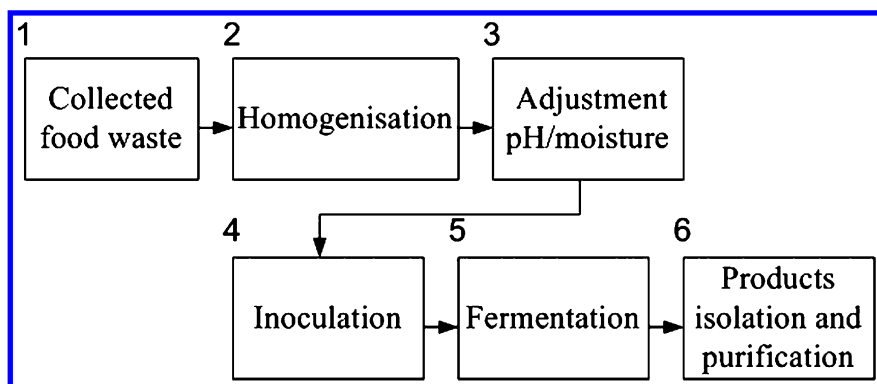 1
Collected
food waste
2
Homogenisation
3
Adjustment
pH/moisture
4
Inoculation
5
Fermentation
6
Products
isolation and
purification